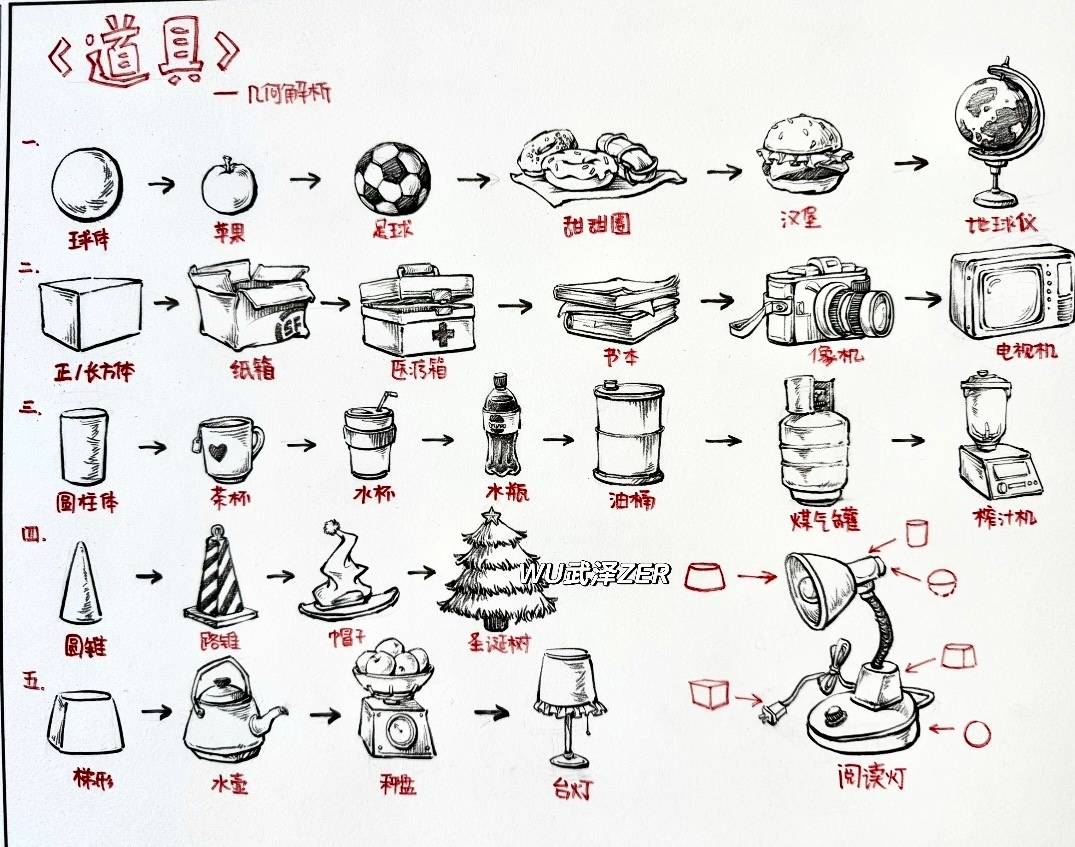 《道具》
一几何解析
一、
球体 苹果 足球 甜甜圈 汉堡 地球仪
二、
ISF
正/长方体 纸箱 医疗箱 书本 像机 电视机
三、
圆柱体 茶杯 水杯 水瓶 油桶 煤气罐 榨汁机
四、
WU武泽ZER
圆锥 路锥 帽子 圣诞树
五、
梯形 水壶 秤盘 台灯 阅读灯